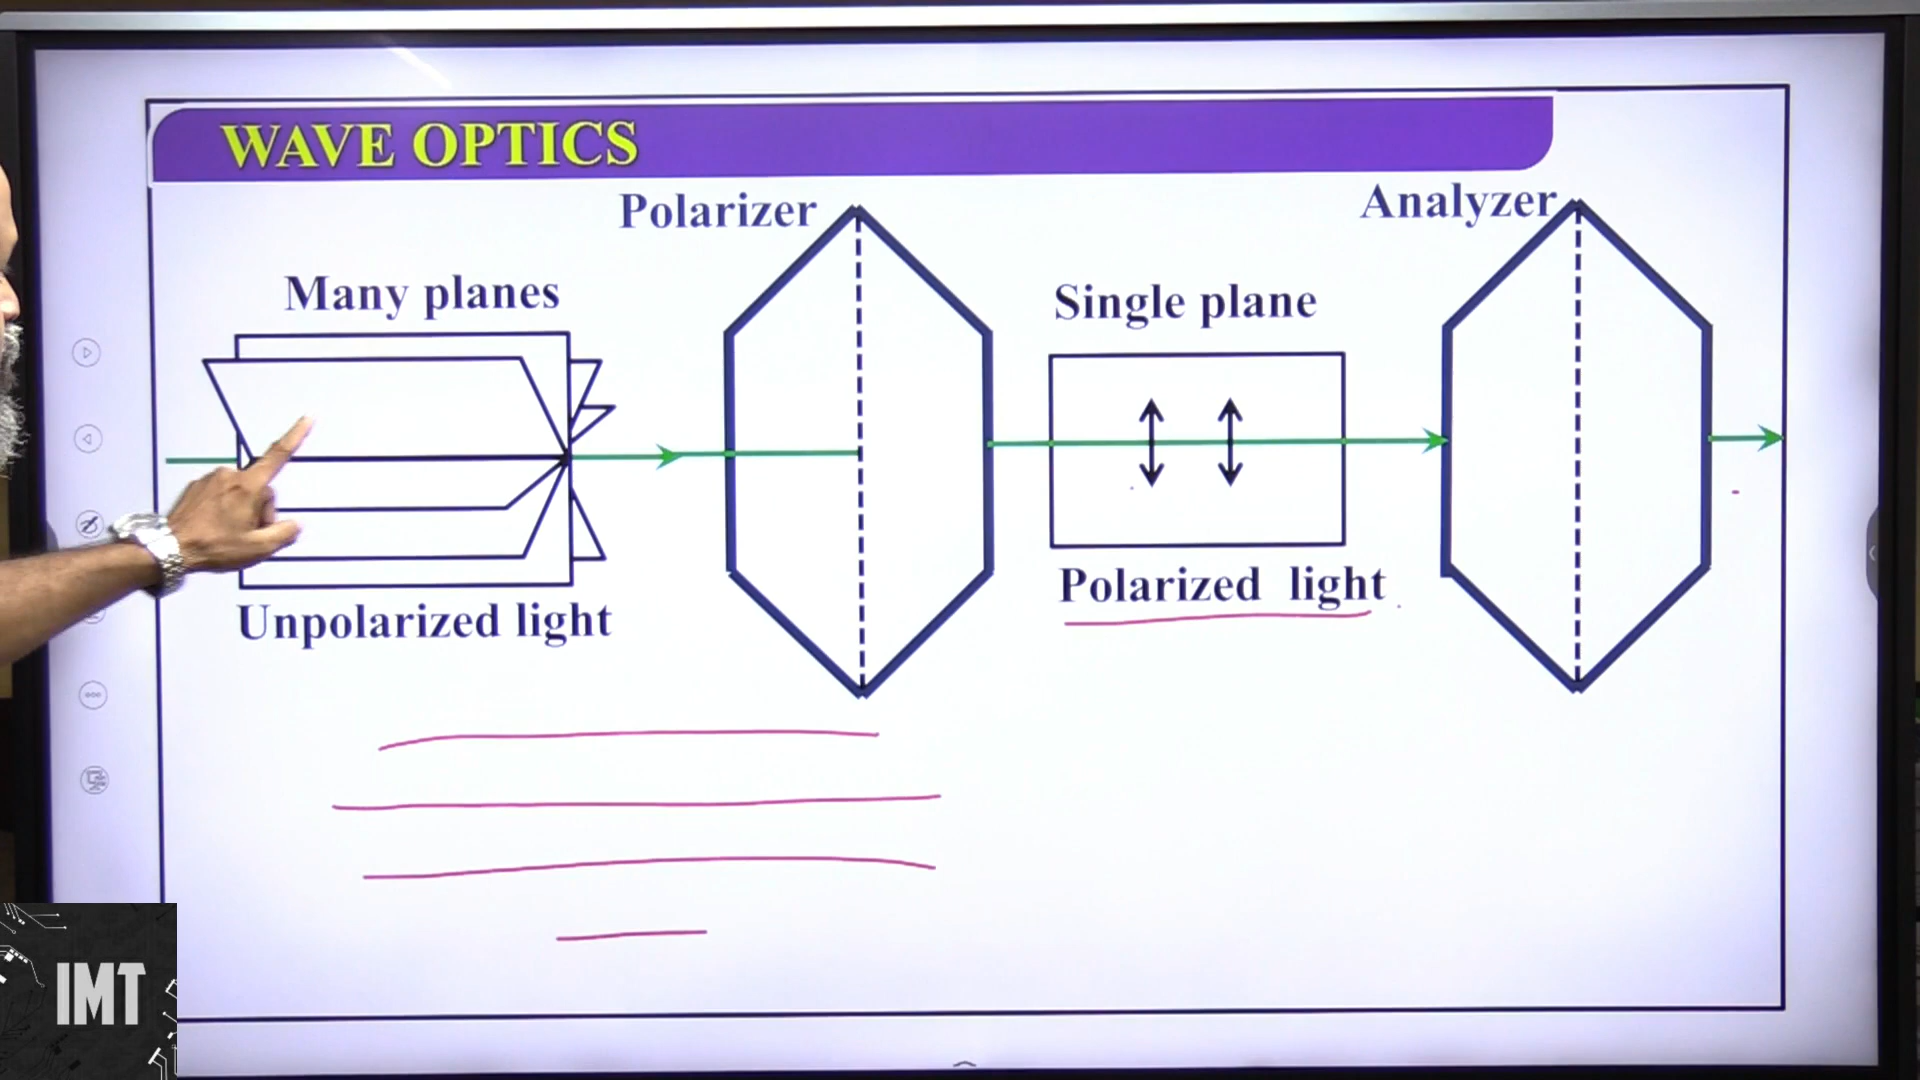 WAVE OPTICS
Polarizer
Analyzer
Many planes
Single plane
Unpolarized light
Polarized light
IMT